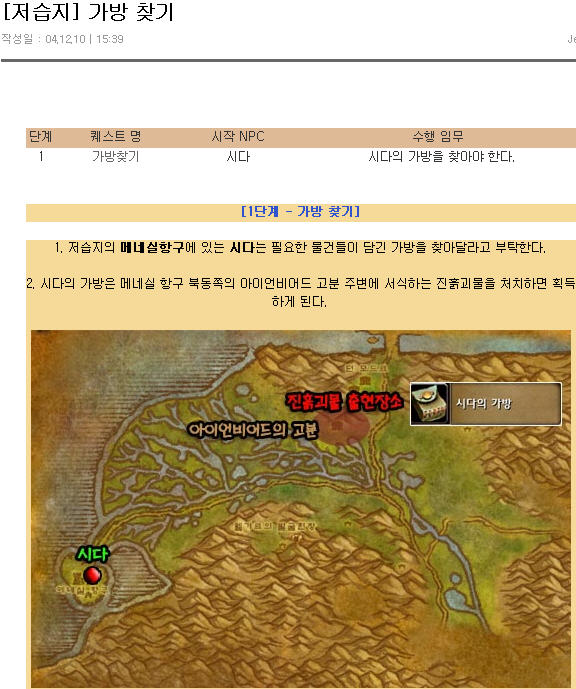 [저습지] 가방 찾기
작성일 : 04.12.10 | 15:39
단계 퀘스트 명 시작 NPC 수행 임무
1 가방찾기 시다 시다의 가방을 찾아야 한다.
[1단계 - 가방 찾기]
1. 저습지의 메네실항구에 있는 시다는 필요한 물건들이 담긴 가방을 찾아달라고 부탁한다.
2. 시다의 가방은 메네실 항구 북동쪽의 아이언비어드 고분 주변에 서식하는 진흙괴물을 처치하면 획득
하게 된다.
진흙괴물 출현장소
시다의 가방
아이언비어드의 고분
시다
메네실 항구